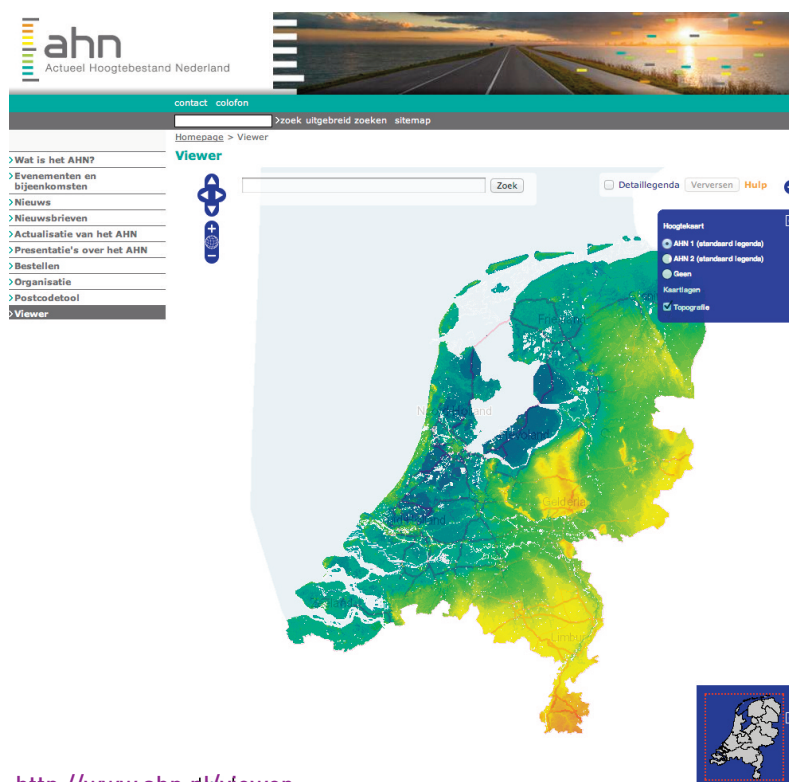 ahn
Actueel Hoogtebestand Nederland
contact colofon
>zoek uitgebreid zoeken sitemap
Homepage > Viewer
Viewer
>Wat is het AHN?
>Evenementen en
bijeenkomsten
>Nieuws
>Nieuwsbrieven
>Actualisatie van het AHN
>Presentatie's over het AHN
>Bestellen
>Organisatie
>Postcodetool
>Viewer
Zoek
Detaillegenda Verversen Hulp
Hoogtekaart
AHN 1 (standaard legenda)
AHN 2 (standaard legenda)
Geen
Kaartlagen
Topografie
Gelderla
Limbu